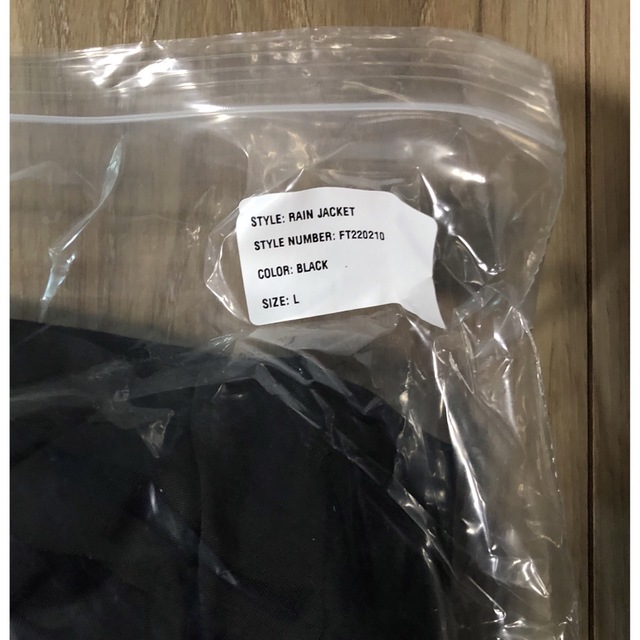 STYLE: RAIN JACKET
STYLE NUMBER: FT220210
COLOR: BLACK
SIZE: L